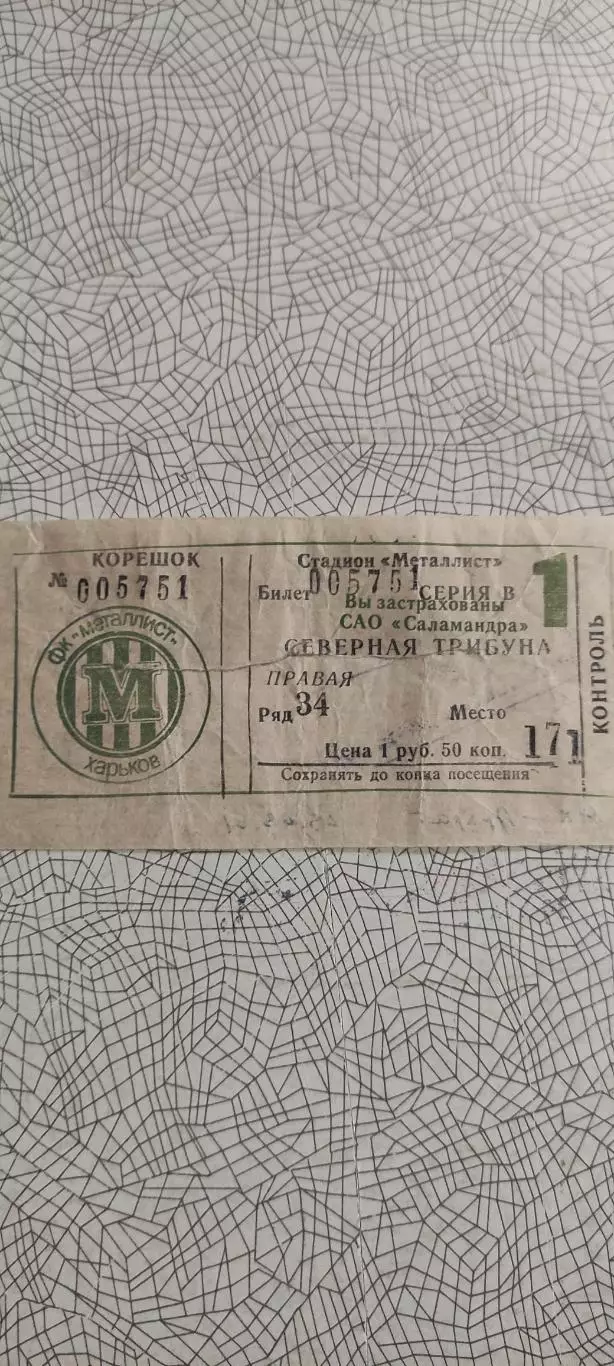 КОРЕШОК
№ 005751
ФК "Металлист"
М
Харьков
Стадион «Металлист»
Билет 005751 СЕРИЯ В
Вы застрахованы
САО «Саламандра»
1
СЕВЕРНАЯ ТРИБУНА
ПРАВАЯ
Ряд 34 Место 171
Цена 1 руб. 50 коп.
Сохранять до конца посещения
КОНТРОЛЬ